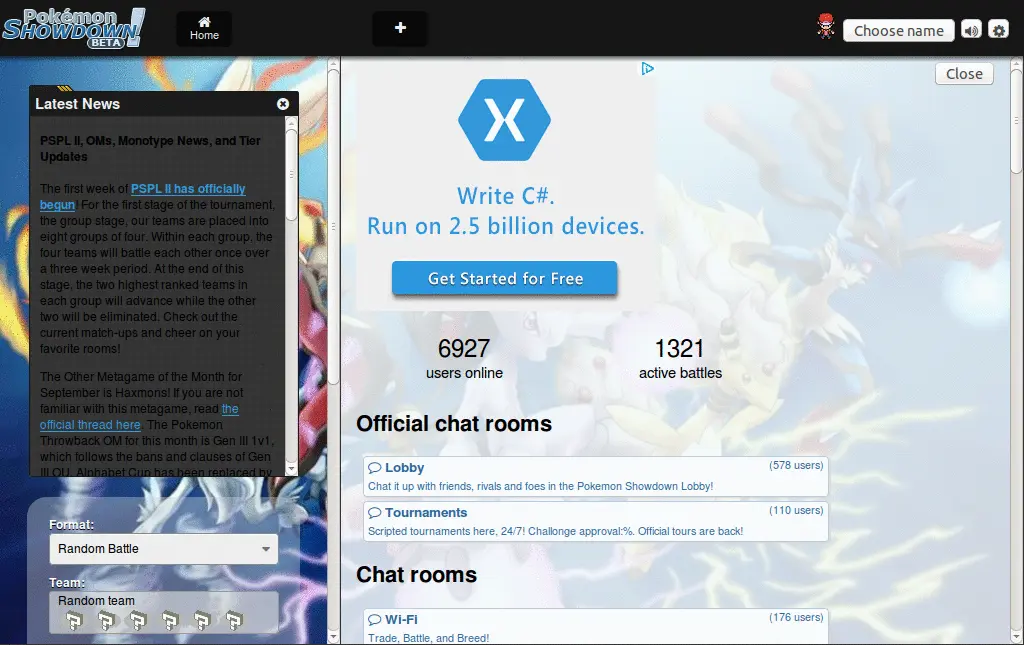 Pokémon
SHOWDOWN!
BETA
Home
+
Choose name
Latest News
PSPL II, OMs, Monotype News, and Tier
Updates
The first week of PSPL II has officially
begun! For the first stage of the tournament,
the group stage, our teams are placed into
eight groups of four. Within each group, the
four teams will battle each other once over
a three week period. At the end of this
stage, the two highest ranked teams in
each group will advance while the other
two will be eliminated. Check out the
current match-ups and cheer on your
favorite rooms!
The Other Metagame of the Month for
September is Haxmons! If you are not
familiar with this metagame, read the
official thread here. The Pokemon
Throwback OM for this month is Gen III 1v1,
which follows the bans and clauses of Gen
III OU. Alphabet Cup has been replaced by
Format:
Random Battle
Team:
Random team
? ? ? ? ? ?
Close
X
Write C#.
Run on 2.5 billion devices.
Get Started for Free
6927
users online
1321
active battles
Official chat rooms
Lobby (578 users)
Chat it up with friends, rivals and foes in the Pokemon Showdown Lobby!
Tournaments (110 users)
Scripted tournaments here, 24/7! Challonge approval:%. Official tours are back!
Chat rooms
Wi-Fi (176 users)
Trade, Battle, and Breed!